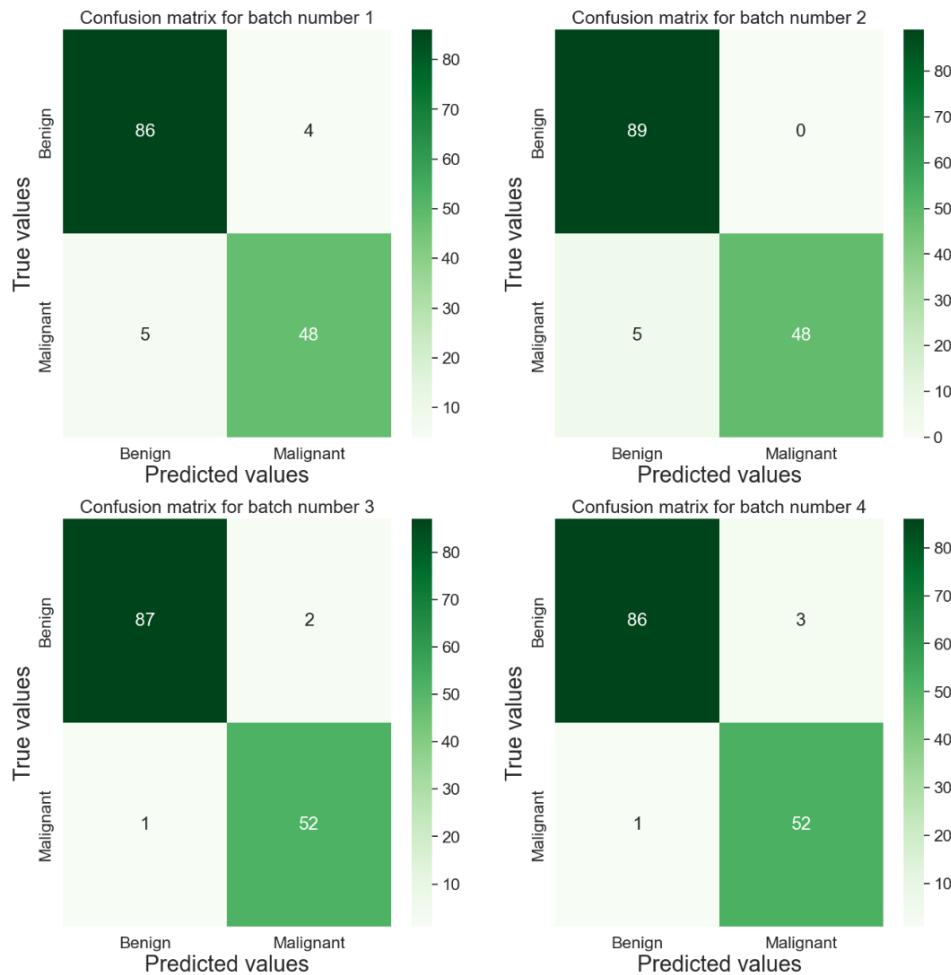 Confusion matrix for batch number 1
True values
Benign
Malignant
86
4
5
48
Benign
Malignant
Predicted values
80
70
60
50
40
30
20
10
Confusion matrix for batch number 2
True values
Benign
Malignant
89
0
5
48
Benign
Malignant
Predicted values
80
70
60
50
40
30
20
10
0
Confusion matrix for batch number 3
True values
Benign
Malignant
87
2
1
52
Benign
Malignant
Predicted values
80
70
60
50
40
30
20
10
Confusion matrix for batch number 4
True values
Benign
Malignant
86
3
1
52
Benign
Malignant
Predicted values
80
70
60
50
40
30
20
10